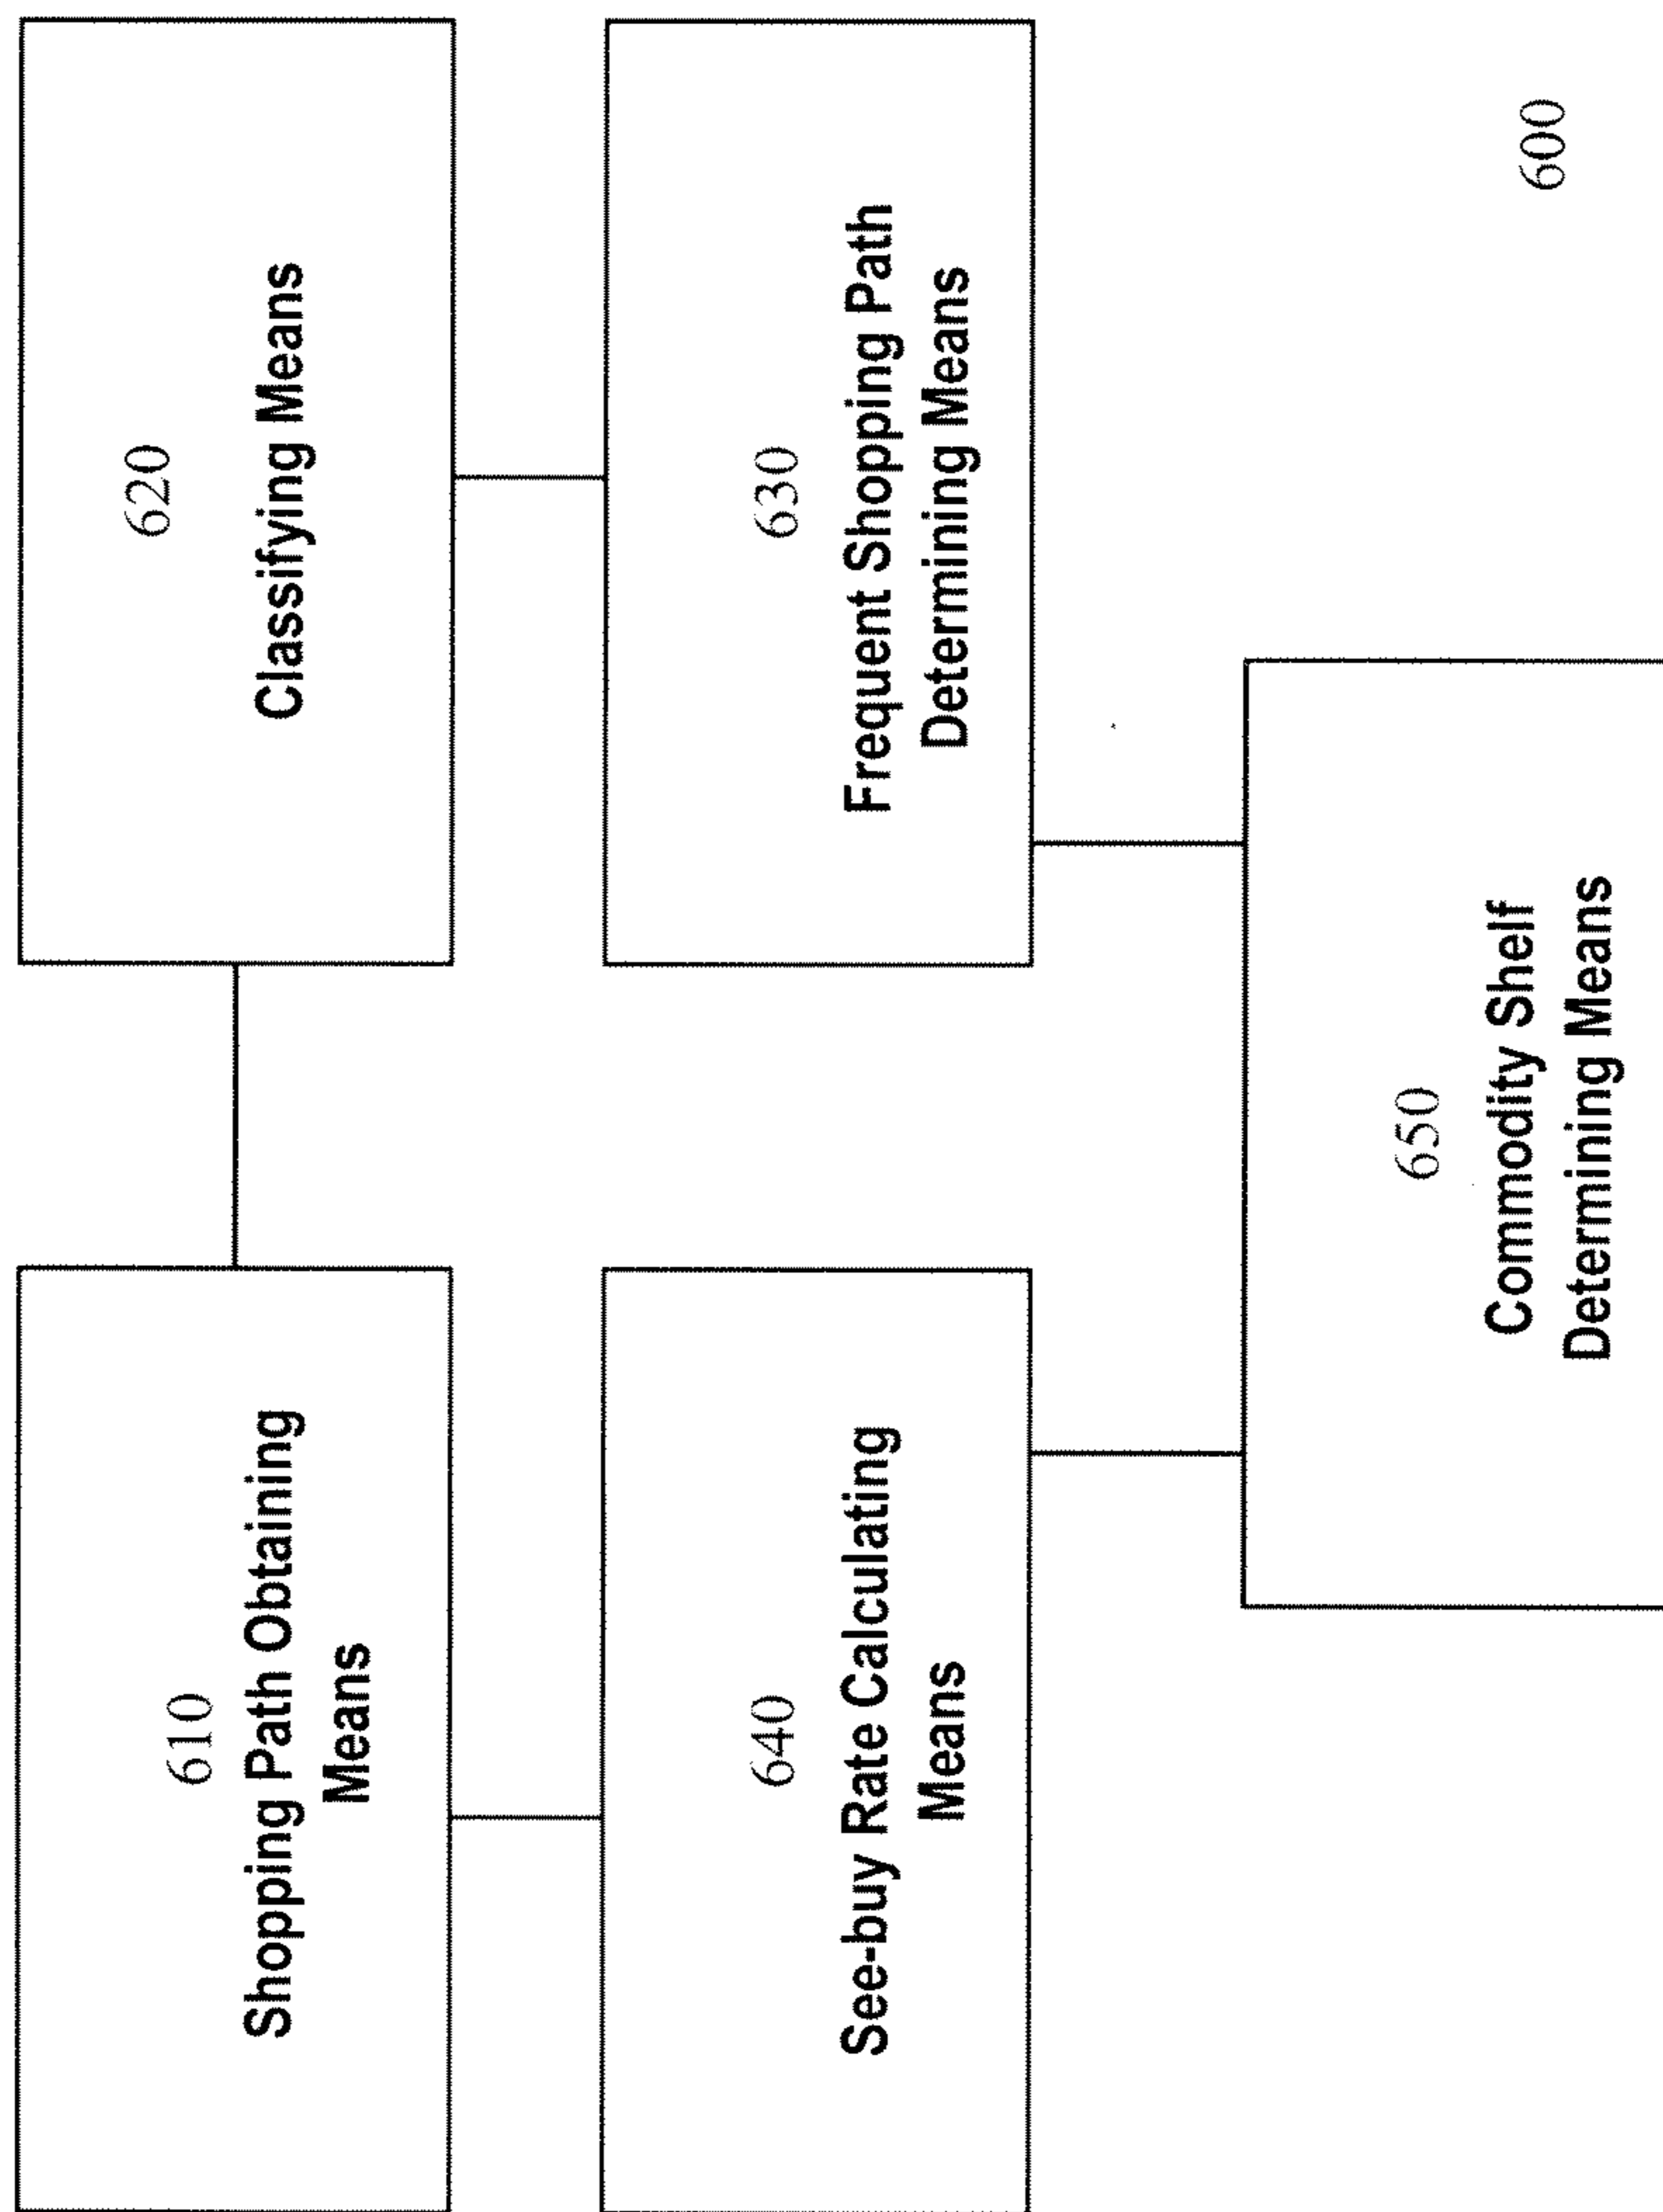 610
Shopping Path Obtaining
Means
620
Classifying Means
640
See-buy Rate Calculating
Means
630
Frequent Shopping Path
Determining Means
650
Commodity Shelf
Determining Means
600